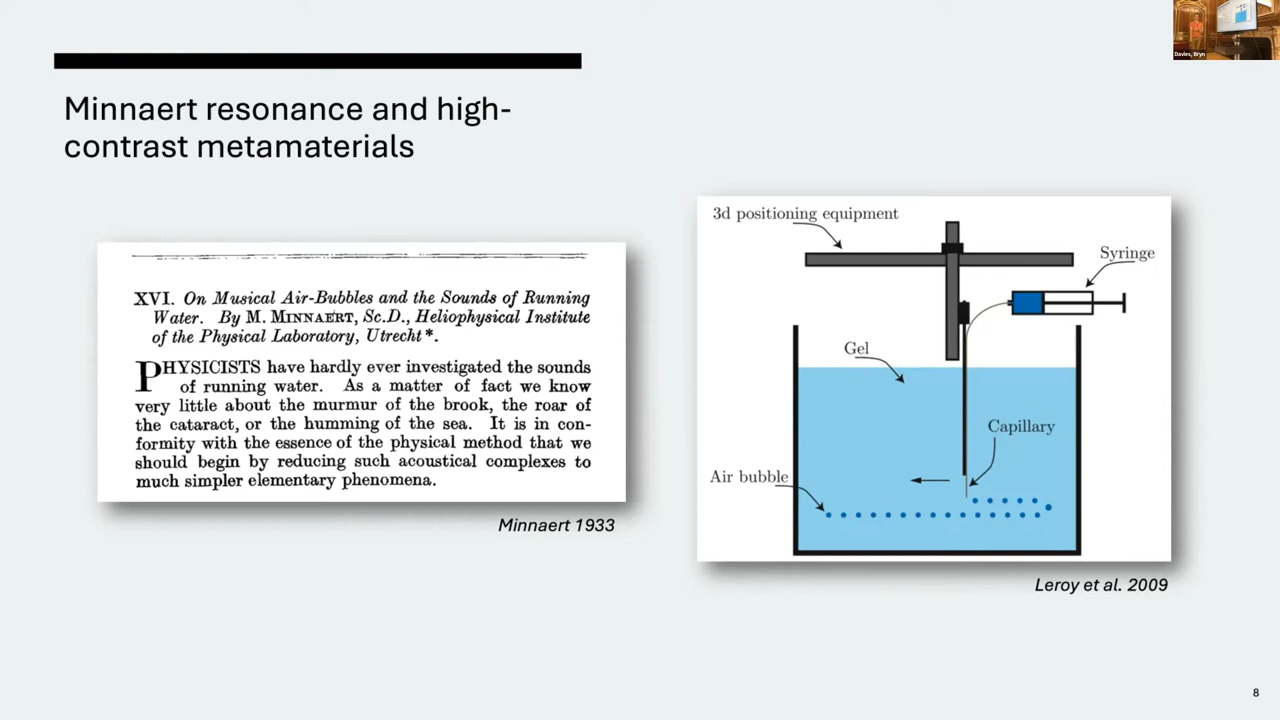 Davies, Bryn
Minnaert resonance and high-
contrast metamaterials
XVI. On Musical Air-Bubbles and the Sounds of Running
Water. By M. MINNAERT, Sc.D., Heliophysical Institute
of the Physical Laboratory, Utrecht *.
PHYSICISTS have hardly ever investigated the sounds
of running water. As a matter of fact we know
very little about the murmur of the brook, the roar of
the cataract, or the humming of the sea. It is in con-
formity with the essence of the physical method that we
should begin by reducing such acoustical complexes to
much simpler elementary phenomena.
Minnaert 1933
3d positioning equipment
Syringe
Gel
Capillary
Air bubble
Leroy et al. 2009
8